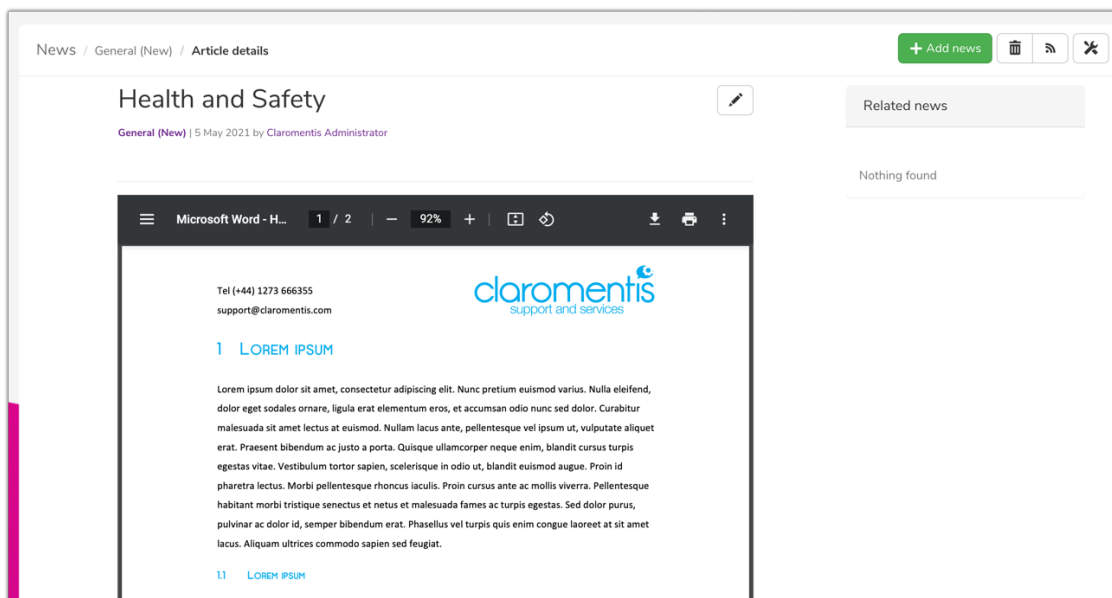 News / General (New) / Article details
+ Add news
Health and Safety
General (New) | 5 May 2021 by Claromentis Administrator
Related news
Nothing found
Microsoft Word - H... 1 / 2 | − 92% + |
Tel (+44) 1273 666355
support@claromentis.com
claromentis
support and services
1 Lorem ipsum
Lorem ipsum dolor sit amet, consectetur adipiscing elit. Nunc pretium euismod varius. Nulla eleifend,
dolor eget sodales ornare, ligula erat elementum eros, et accumsan odio nunc sed dolor. Curabitur
malesuada sit amet lectus at euismod. Nullam lacus ante, pellentesque vel ipsum ut, vulputate aliquet
erat. Praesent bibendum ac justo a porta. Quisque ullamcorper neque enim, blandit cursus turpis
egestas vitae. Vestibulum tortor sapien, scelerisque in odio ut, blandit euismod augue. Proin id
pharetra lectus. Morbi pellentesque rhoncus iaculis. Proin cursus ante ac mollis viverra. Pellentesque
habitant morbi tristique senectus et netus et malesuada fames ac turpis egestas. Sed dolor purus,
pulvinar ac dolor id, semper bibendum erat. Phasellus vel turpis quis enim congue laoreet at sit amet
lacus. Aliquam ultrices commodo sapien sed feugiat.
1.1 Lorem ipsum